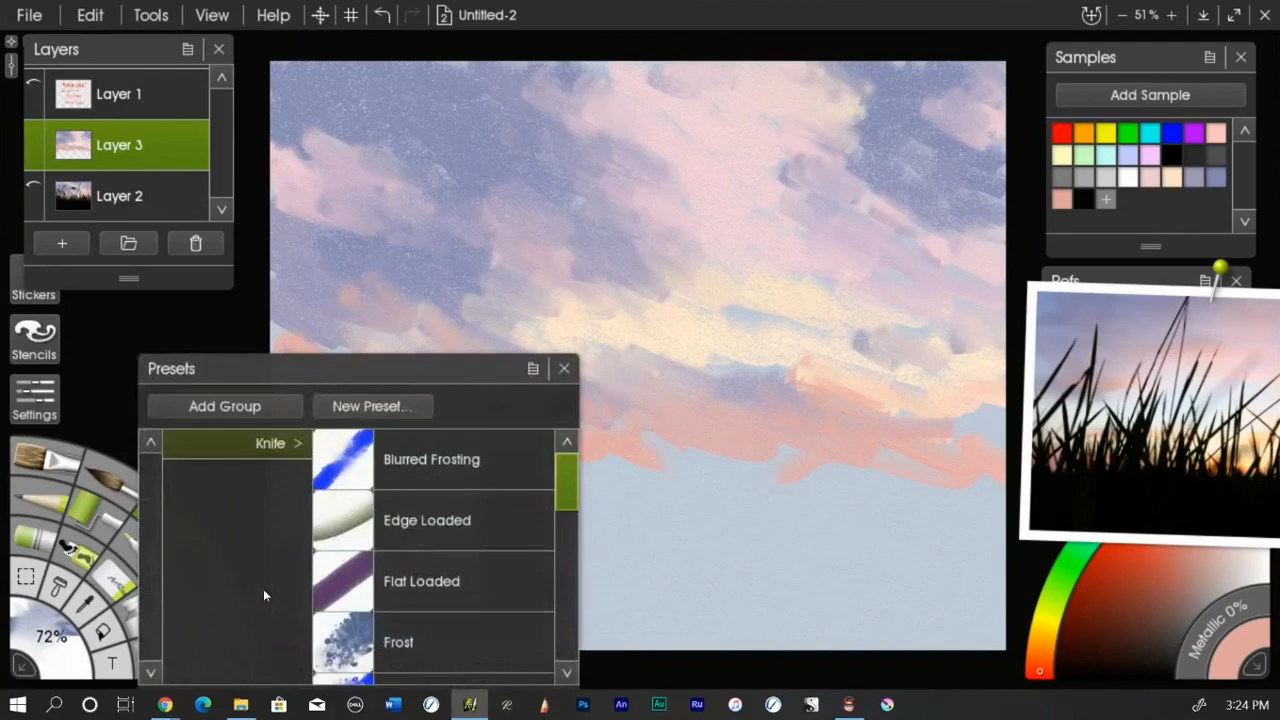 File Edit Tools View Help Untitled-2 51%
Layers
Layer 1
Layer 3
Layer 2
Stickers
Stencils
Settings
72%
T
Presets
Add Group New Preset...
Knife >
Blurred Frosting
Edge Loaded
Flat Loaded
Frost
Samples
Add Sample
Refs
Metallic 0%
3:24 PM